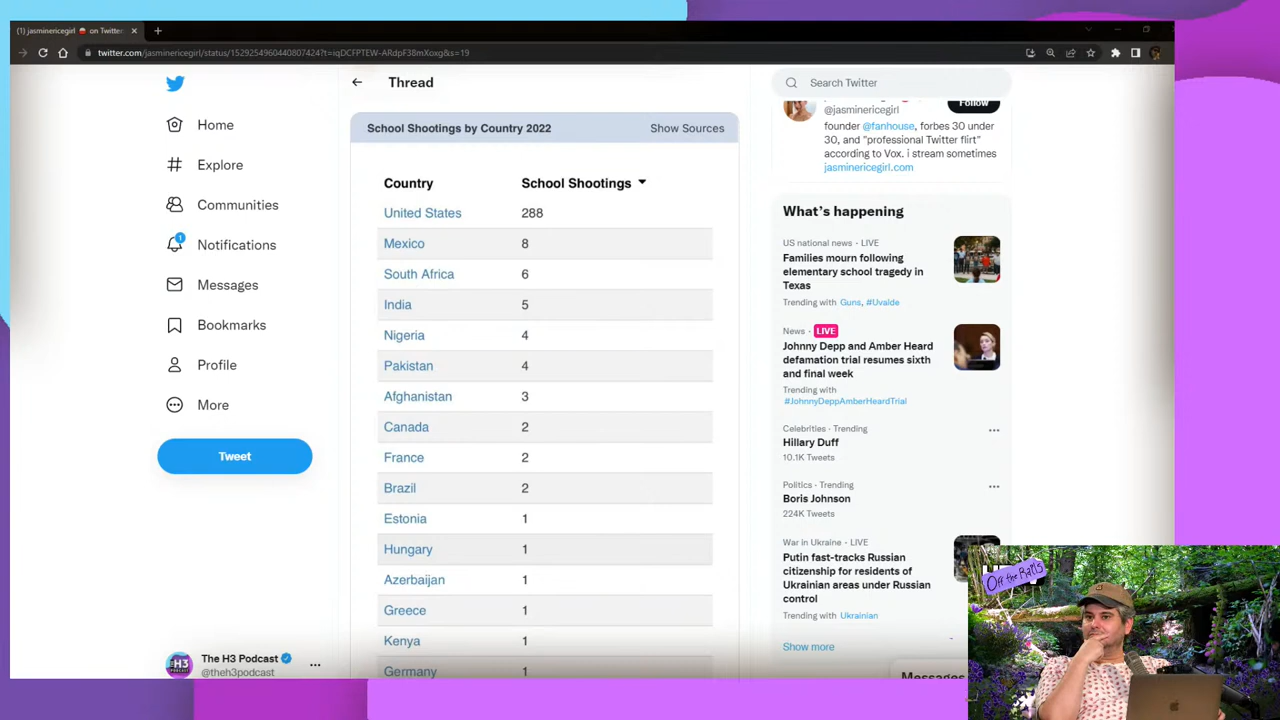 (1) jasminericegirl 🍚 on Twitter
twitter.com/jasminericegirl/status/1529254960440807424?t=iqDCFPTEW-ARdpF38mXoxg&s=19
Home
Explore
Communities
1
Notifications
Messages
Bookmarks
Profile
More
Tweet
The H3 Podcast
@theh3podcast
Thread
School Shootings by Country 2022 Show Sources
Country School Shootings
United States 288
Mexico 8
South Africa 6
India 5
Nigeria 4
Pakistan 4
Afghanistan 3
Canada 2
France 2
Brazil 2
Estonia 1
Hungary 1
Azerbaijan 1
Greece 1
Kenya 1
Germany 1
Search Twitter
@jasminericegirl
Follow
founder @fanhouse, forbes 30 under
30, and "professional Twitter flirt"
according to Vox. i stream sometimes
jasminericegirl.com
What's happening
US national news · LIVE
Families mourn following
elementary school tragedy in
Texas
Trending with Guns, #Uvalde
News · LIVE
Johnny Depp and Amber Heard
defamation trial resumes sixth
and final week
Trending with
#JohnnyDeppAmberHeardTrial
Celebrities · Trending
Hillary Duff
10.1K Tweets
Politics · Trending
Boris Johnson
224K Tweets
War in Ukraine · LIVE
Putin fast-tracks Russian
citizenship for residents of
Ukrainian areas under Russian
control
Trending with Ukrainian
Show more
Messages
Off the Rails